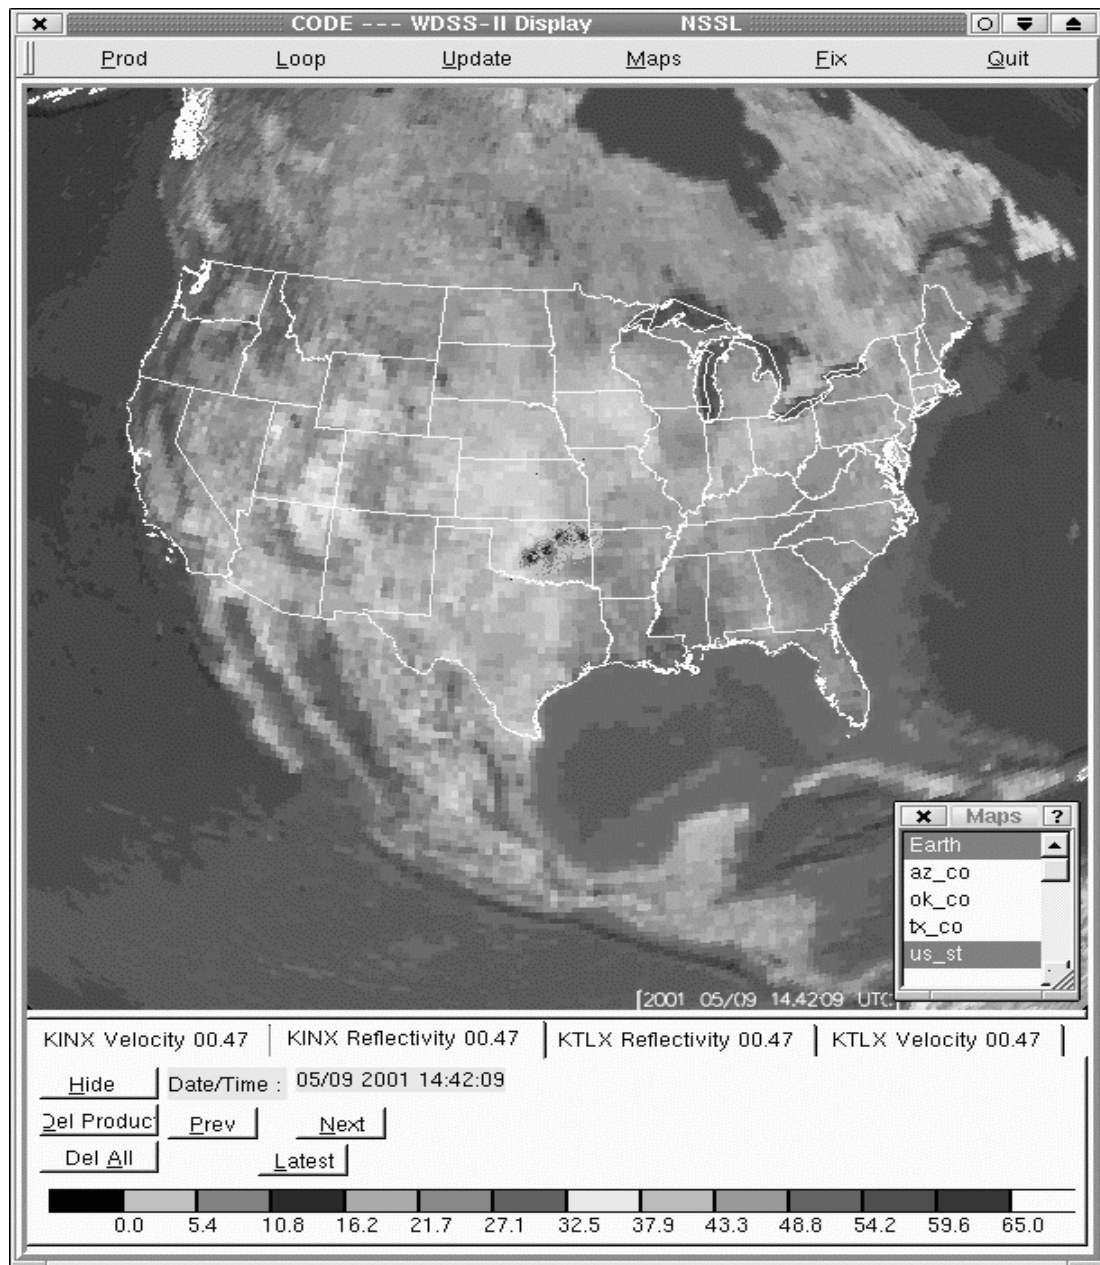 CODE --- WDSS-II Display NSSL
Prod Loop Update Maps Fix Quit
Maps ?
Earth
az_co
ok_co
tx_co
us_st
[2001 05/09 14.42:09 UTC
KINX Velocity 00.47 KINX Reflectivity 00.47 KTLX Reflectivity 00.47 KTLX Velocity 00.47
Hide Date/Time : 05/09 2001 14:42:09
Del Product Prev Next
Del All Latest
0.0 5.4 10.8 16.2 21.7 27.1 32.5 37.9 43.3 48.8 54.2 59.6 65.0